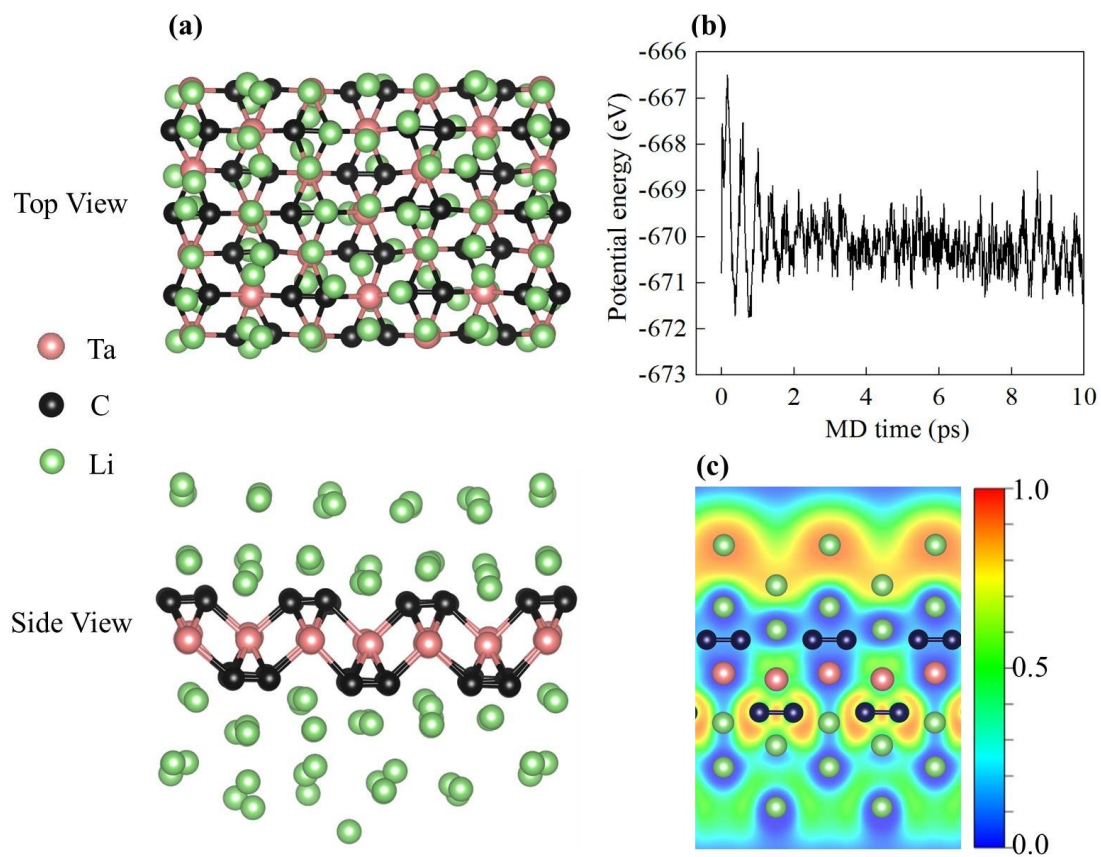 (a)
Top View
Ta
C
Li
Side View
(b)
Potential energy (eV)
-666
-667
-668
-669
-670
-671
-672
-673
0 2 4 6 8 10
MD time (ps)
(c)
1.0
0.5
0.0